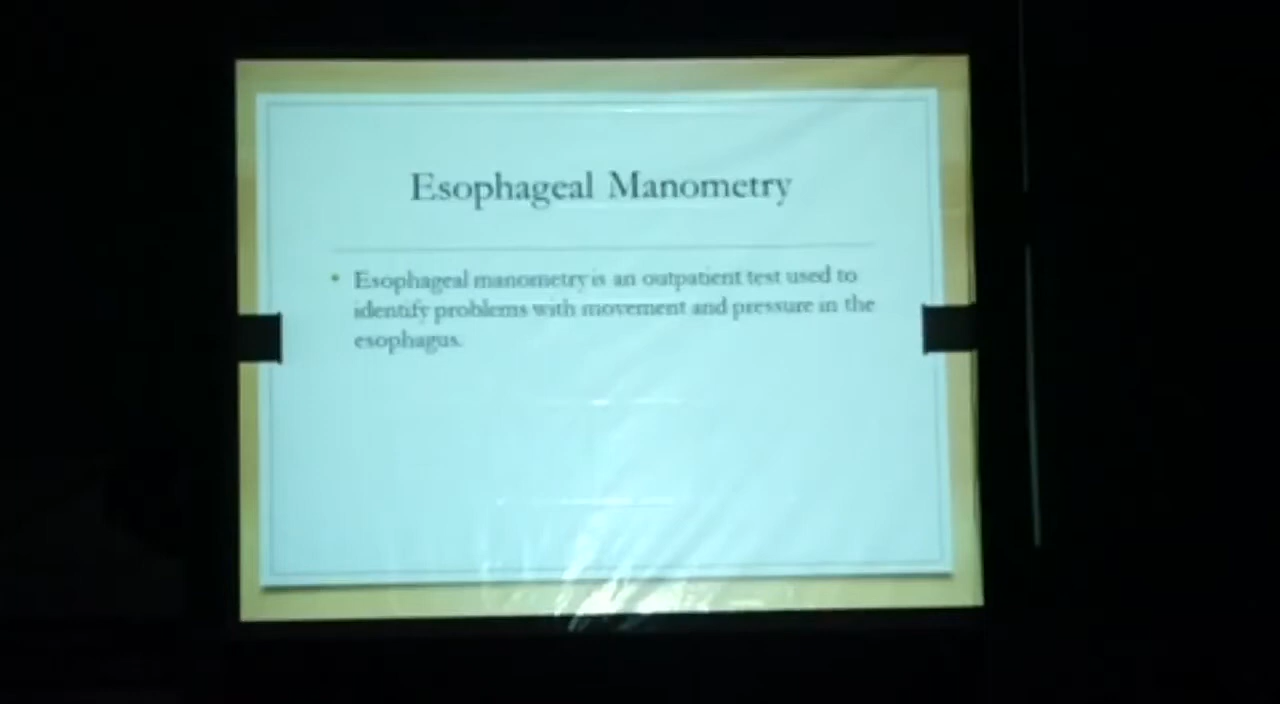 Esophageal Manometry
• Esophageal manometry is an outpatient test used to
identify problems with movement and pressure in the
esophagus.